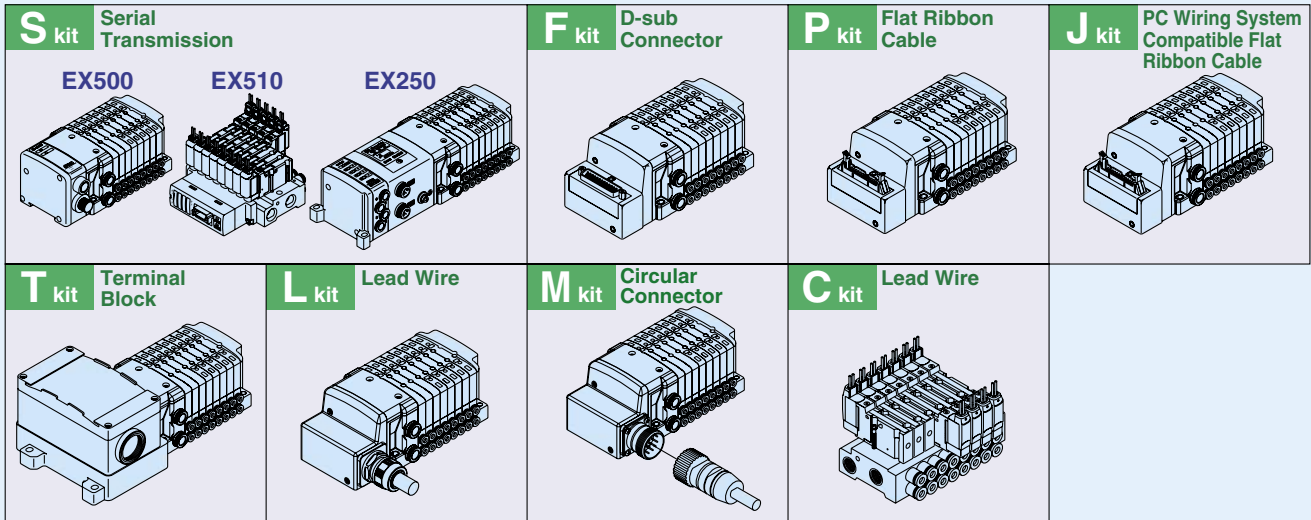 S kit
Serial
Transmission
EX500
EX510
EX250
F kit
D-sub
Connector
P kit
Flat Ribbon
Cable
J kit
PC Wiring System
Compatible Flat
Ribbon Cable
T kit
Terminal
Block
L kit
Lead Wire
M kit
Circular
Connector
C kit
Lead Wire